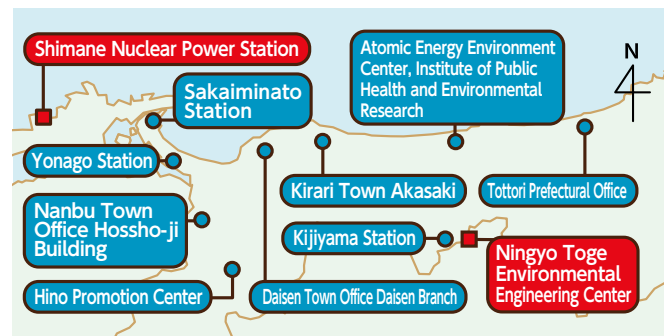 Shimane Nuclear Power Station
Sakaiminato
Station
Atomic Energy Environment
Center, Institute of Public
Health and Environmental
Research
N
Yonago Station
Kirari Town Akasaki
Tottori Prefectural Office
Nanbu Town
Office Hossho-ji
Building
Kijiyama Station
Ningyo Toge
Environmental
Engineering Center
Hino Promotion Center
Daisen Town Office Daisen Branch